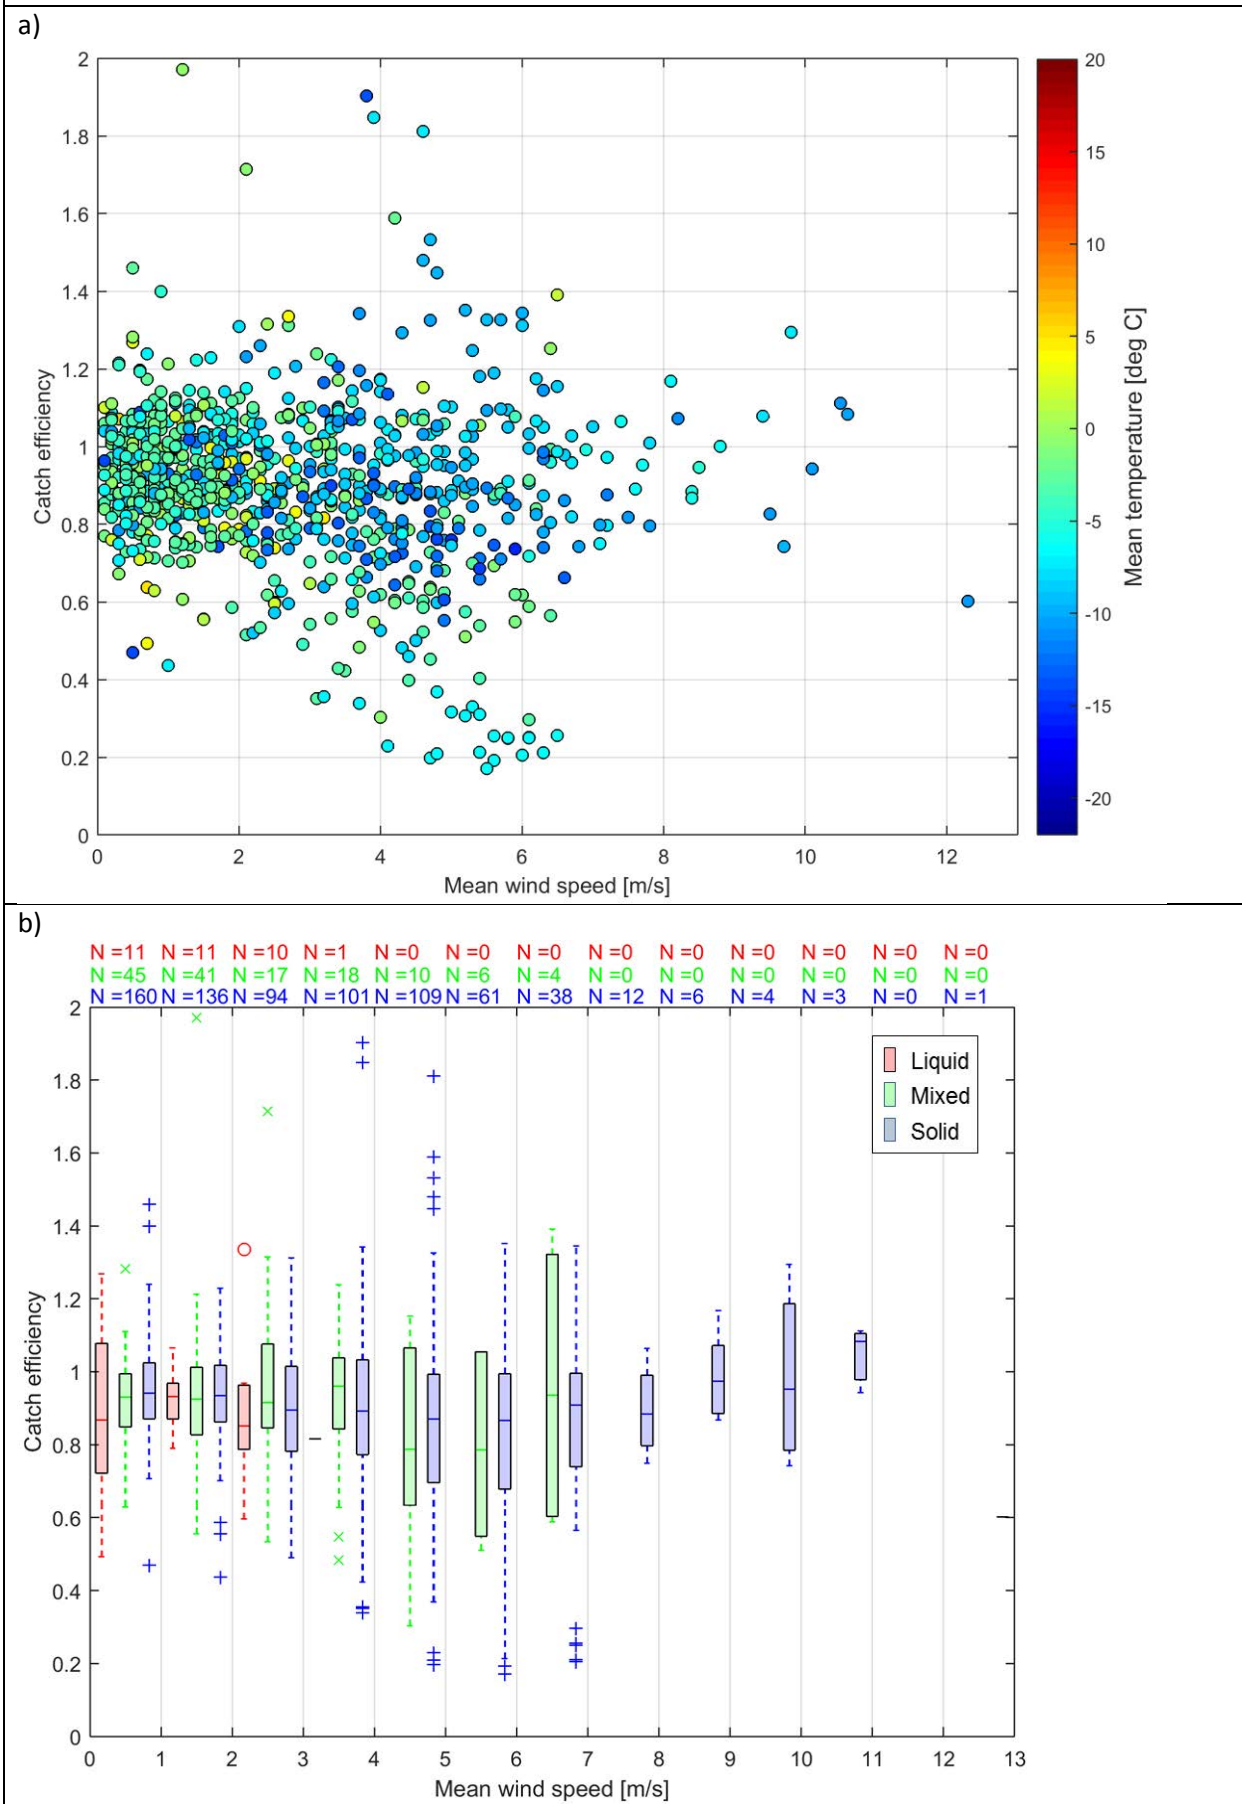 a)
2
1.8
1.6
1.4
1.2
1
0.8
0.6
0.4
0.2
0
Catch efficiency
0 2 4 6 8 10 12
Mean wind speed [m/s]
20
15
10
5
0
-5
-10
-15
-20
Mean temperature [deg C]
b)
N =11 N =11 N =10 N =1 N =0 N =0 N =0 N =0 N =0 N =0 N =0 N =0 N =0
N =45 N =41 N =17 N =18 N =10 N =6 N =4 N =0 N =0 N =0 N =0 N =0 N =0
N =160 N =136 N =94 N =101 N =109 N =61 N =38 N =12 N =6 N =4 N =3 N =0 N =1
2
1.8
1.6
1.4
1.2
1
0.8
0.6
0.4
0.2
0
Catch efficiency
Liquid
Mixed
Solid
0 1 2 3 4 5 6 7 8 9 10 11 12 13
Mean wind speed [m/s]